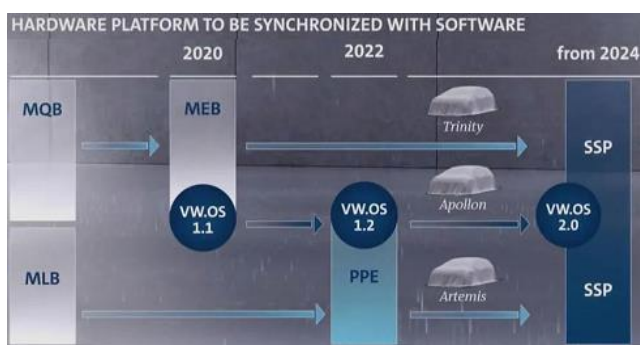 HARDWARE PLATFORM TO BE SYNCHRONIZED WITH SOFTWARE
2020
2022
from 2024
MQB
MEB
Trinity
SSP
Apollon
VW.OS
1.1
VW.OS
1.2
VW.OS
2.0
MLB
PPE
Artemis
SSP